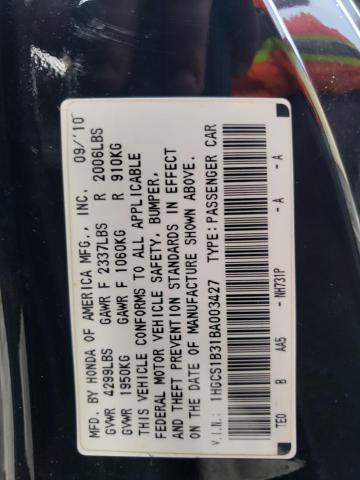 MFD. BY HONDA OF AMERICA MFG., INC. 09/'10
GVWR 4299LBS GAWR F 2337LBS R 2006LBS
GVWR 1950KG GAWR F 1060KG R 910KG
THIS VEHICLE CONFORMS TO ALL APPLICABLE
FEDERAL MOTOR VEHICLE SAFETY, BUMPER,
AND THEFT PREVENTION STANDARDS IN EFFECT
ON THE DATE OF MANUFACTURE SHOWN ABOVE.
V.I.N.: 1HGCS1B31BA003427 TYPE: PASSENGER CAR
TE0 B AA5 - NH731P - A - A